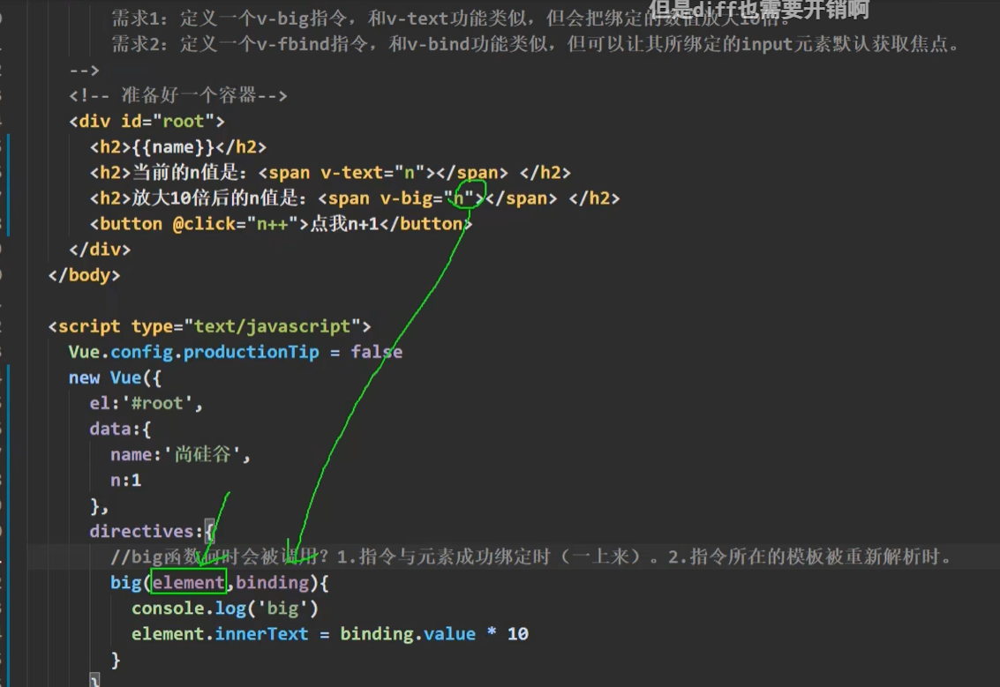 但是diff也需要开销啊
需求1：定义一个v-big指令，和v-text功能类似，但会把绑定的数值放大10倍。
需求2：定义一个v-fbind指令，和v-bind功能类似，但可以让其所绑定的input元素默认获取焦点。
-->
<!-- 准备好一个容器-->
<div id="root">
<h2>{{name}}</h2>
<h2>当前的n值是：<span v-text="n"></span> </h2>
<h2>放大10倍后的n值是：<span v-big="n"></span> </h2>
<button @click="n++">点我n+1</button>
</div>
</body>
<script type="text/javascript">
Vue.config.productionTip = false
new Vue({
el:'#root',
data:{
name:'尚硅谷',
n:1
},
directives:{
//big函数何时会被调用？1.指令与元素成功绑定时（一上来）。2.指令所在的模板被重新解析时。
big(element,binding){
console.log('big')
element.innerText = binding.value * 10
}
}